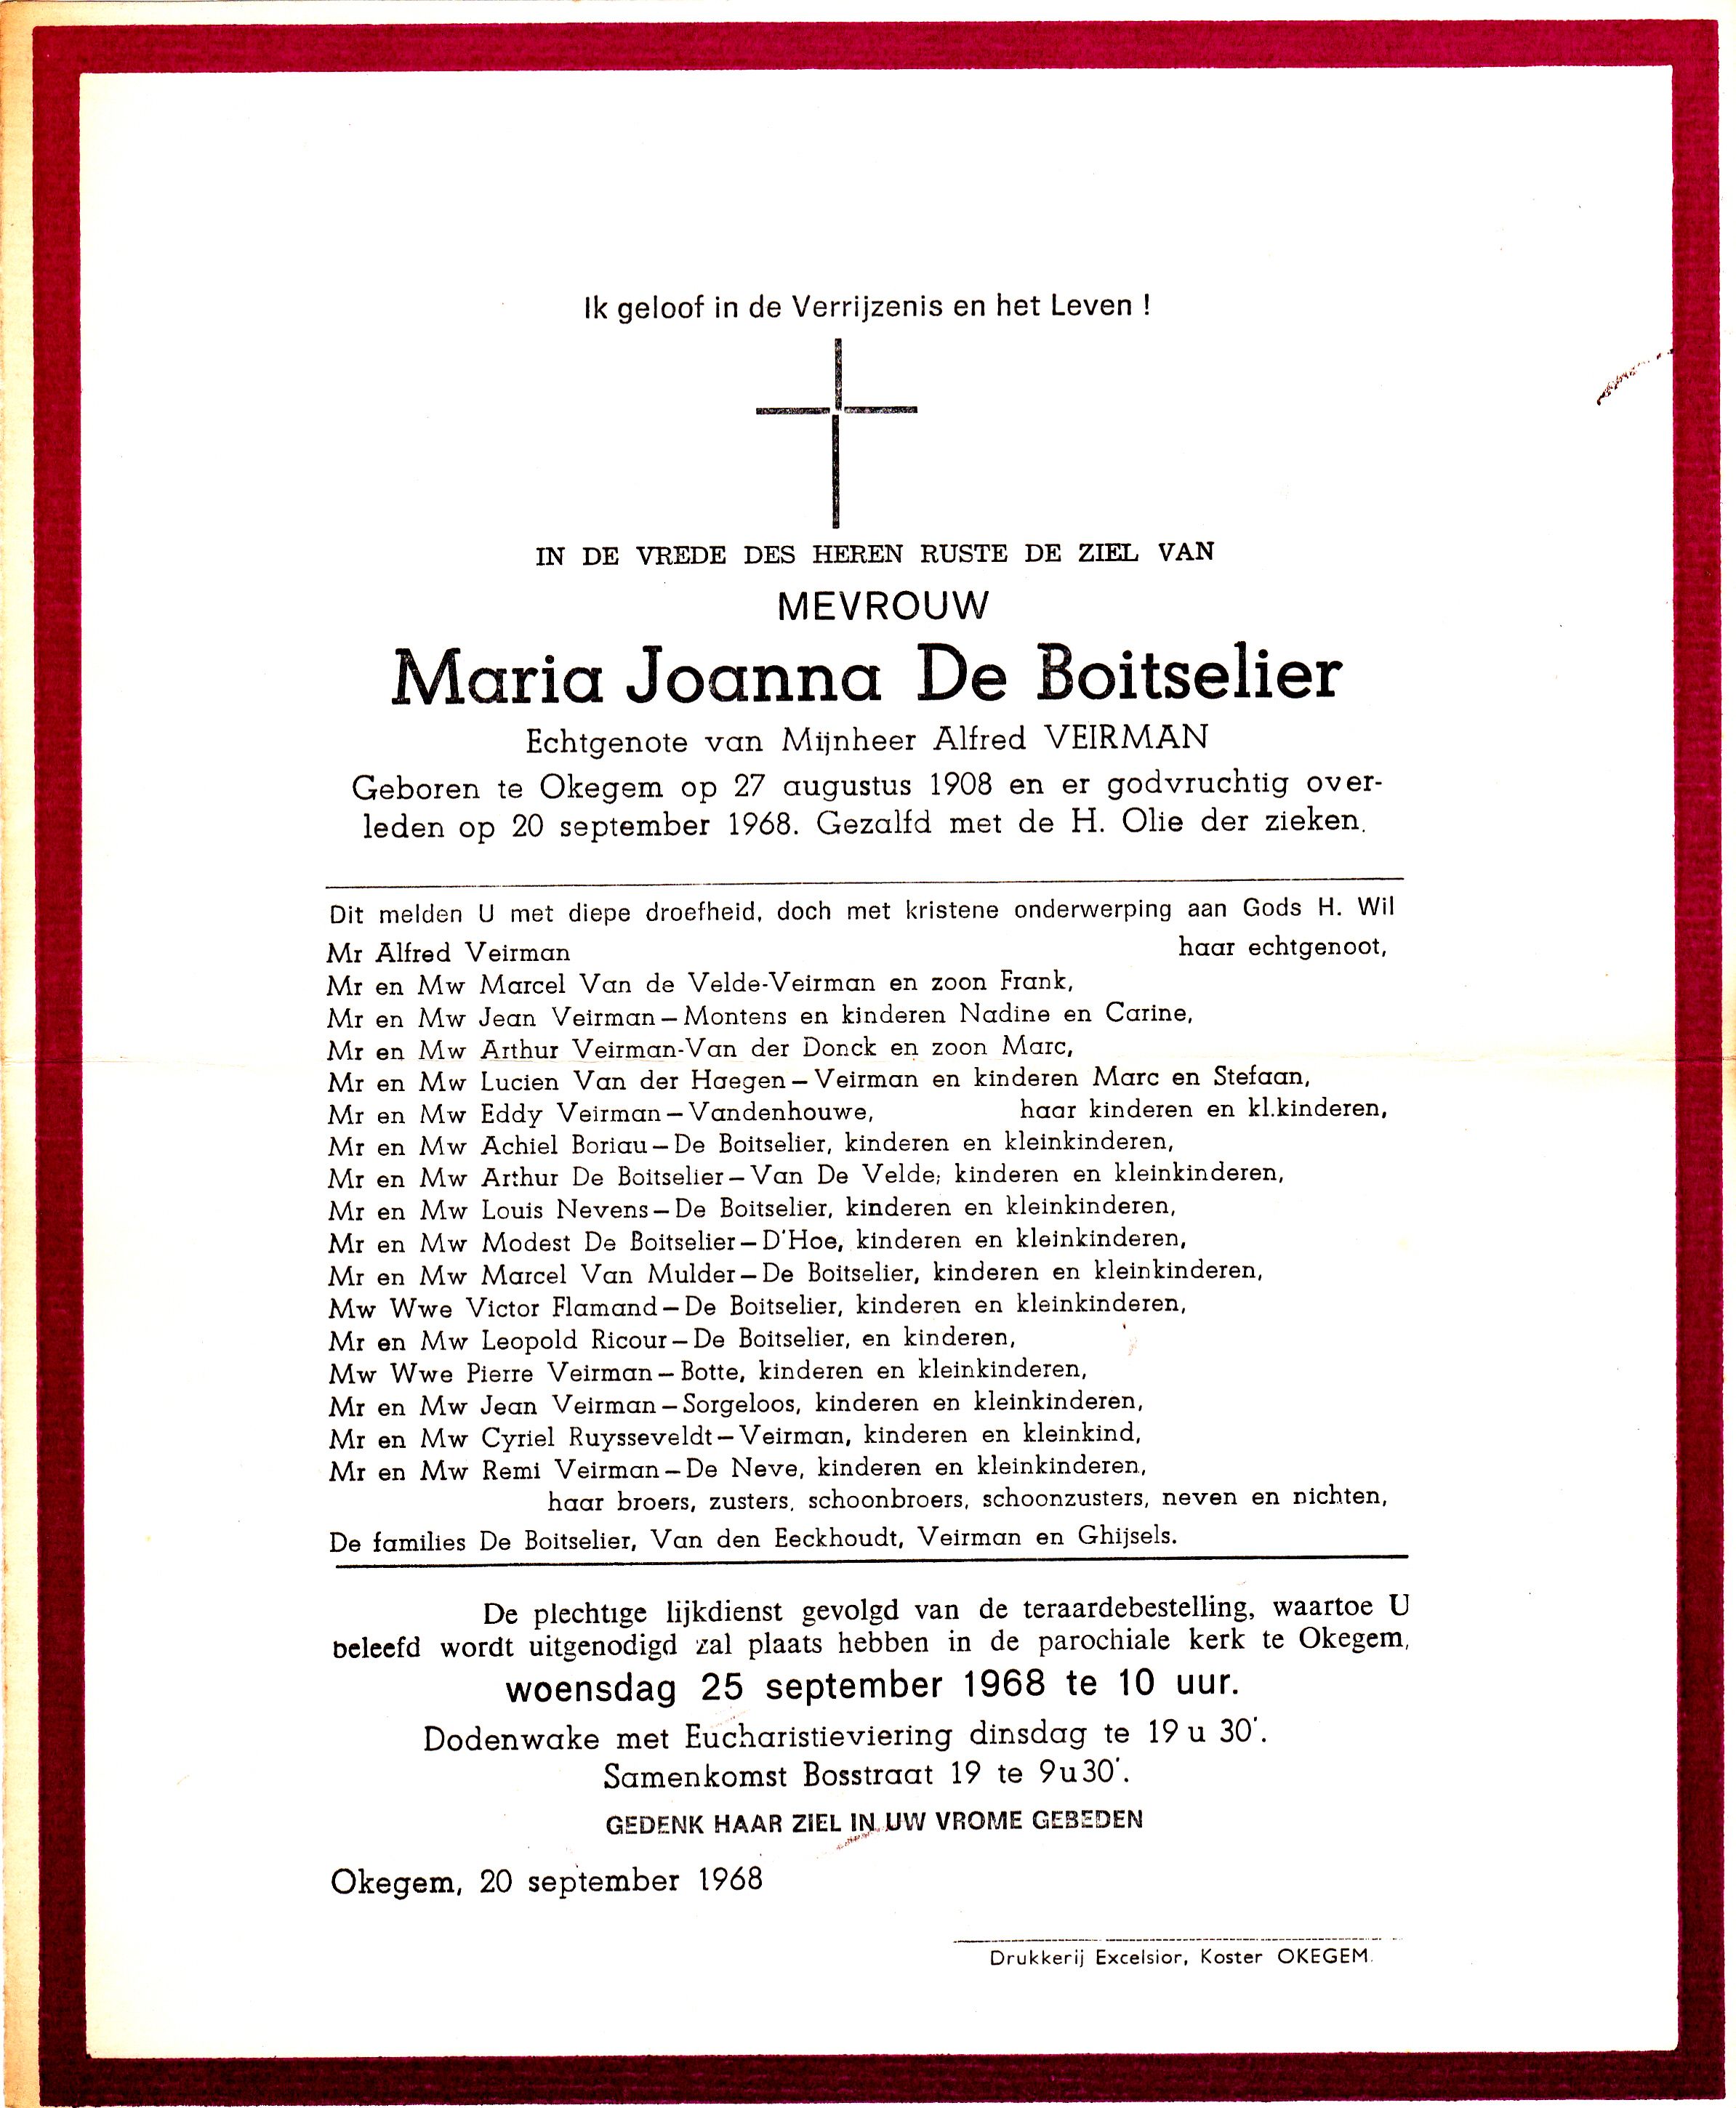 Ik geloof in de Verrijzenis en het Leven !
IN DE VREDE DES HEREN RUSTE DE ZIEL VAN
MEVROUW
Maria Joanna De Boitselier
Echtgenote van Mijnheer Alfred VEIRMAN
Geboren te Okegem op 27 augustus 1908 en er godvruchtig over-
leden op 20 september 1968. Gezalfd met de H. Olie der zieken.
Dit melden U met diepe droefheid, doch met kristene onderwerping aan Gods H. Wil
Mr Alfred Veirman haar echtgenoot,
Mr en Mw Marcel Van de Velde-Veirman en zoon Frank,
Mr en Mw Jean Veirman – Montens en kinderen Nadine en Carine,
Mr en Mw Arthur Veirman-Van der Donck en zoon Marc,
Mr en Mw Lucien Van der Haegen – Veirman en kinderen Marc en Stefaan,
Mr en Mw Eddy Veirman – Vandenhouwe, haar kinderen en kl.kinderen,
Mr en Mw Achiel Boriau – De Boitselier, kinderen en kleinkinderen,
Mr en Mw Arthur De Boitselier – Van De Velde; kinderen en kleinkinderen,
Mr en Mw Louis Nevens – De Boitselier, kinderen en kleinkinderen,
Mr en Mw Modest De Boitselier – D'Hoe, kinderen en kleinkinderen,
Mr en Mw Marcel Van Mulder – De Boitselier, kinderen en kleinkinderen,
Mw Wwe Victor Flamand – De Boitselier, kinderen en kleinkinderen,
Mr en Mw Leopold Ricour – De Boitselier, en kinderen,
Mw Wwe Pierre Veirman – Botte, kinderen en kleinkinderen,
Mr en Mw Jean Veirman – Sorgeloos, kinderen en kleinkinderen,
Mr en Mw Cyriel Ruysseveldt – Veirman, kinderen en kleinkind,
Mr en Mw Remi Veirman – De Neve, kinderen en kleinkinderen,
haar broers, zusters, schoonbroers, schoonzusters, neven en nichten,
De families De Boitselier, Van den Eeckhoudt, Veirman en Ghijsels.
De plechtige lijkdienst gevolgd van de teraardebestelling, waartoe U
beleefd wordt uitgenodigd zal plaats hebben in de parochiale kerk te Okegem,
woensdag 25 september 1968 te 10 uur.
Dodenwake met Eucharistieviering dinsdag te 19 u 30'.
Samenkomst Bosstraat 19 te 9u30'.
GEDENK HAAR ZIEL IN UW VROME GEBEDEN
Okegem, 20 september 1968
Drukkerij Excelsior, Koster OKEGEM.